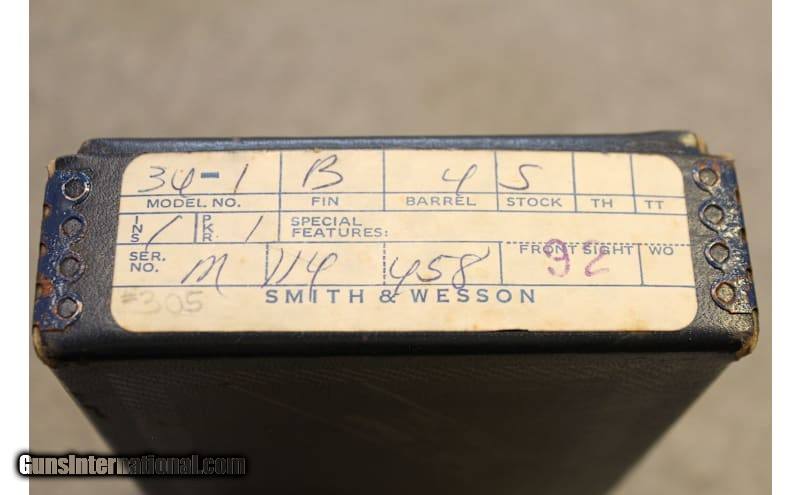 34-1 B 4 S
MODEL NO. FIN BARREL STOCK TH TT
INS / PKR. 1 SPECIAL FEATURES:
SER. NO. M 114 458 FRONT SIGHT WO
92
#305 SMITH & WESSON
GunsInternational.com